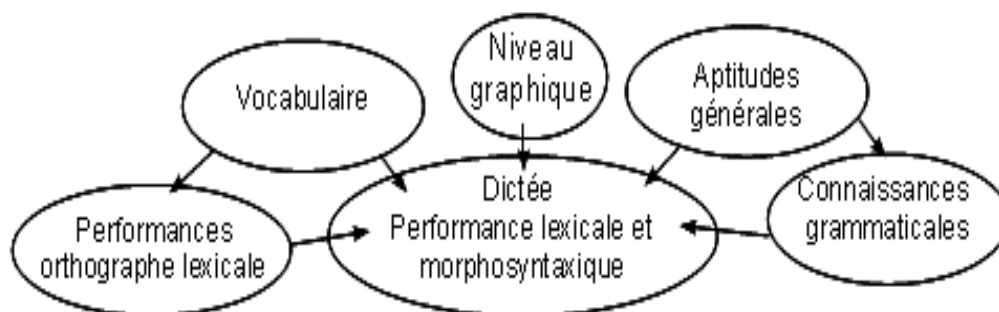 Vocabulaire
Niveau
graphique
Aptitudes
générales
Performances
orthographe lexicale
Dictée
Performance lexicale et
morphosyntaxique
Connaissances
grammaticales